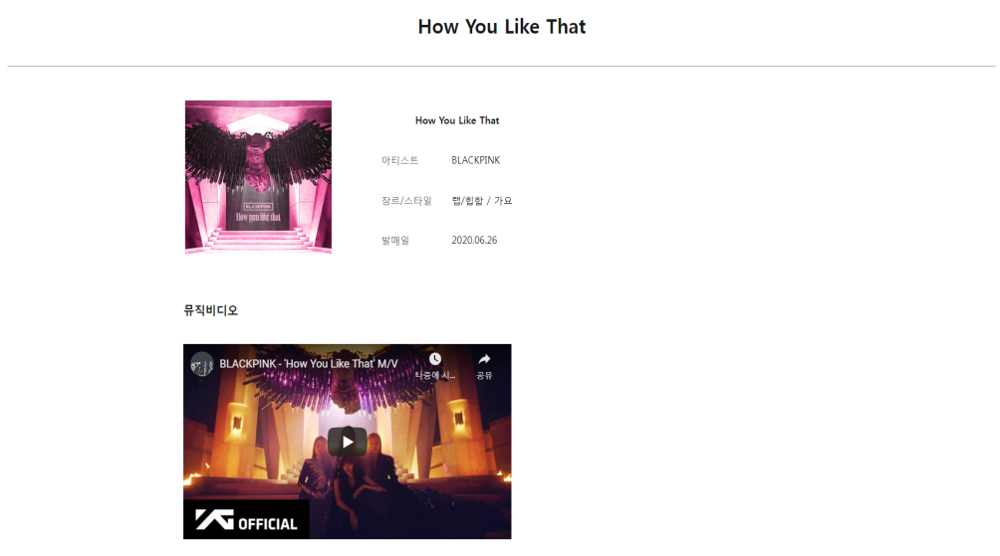 How You Like That
How You Like That
아티스트 BLACKPINK
장르/스타일 랩/힙합 / 가요
발매일 2020.06.26
BLACKPINK
How you like that
뮤직비디오
BLACKPINK - 'How You Like That' M/V
나중에 시...
공유
YG OFFICIAL